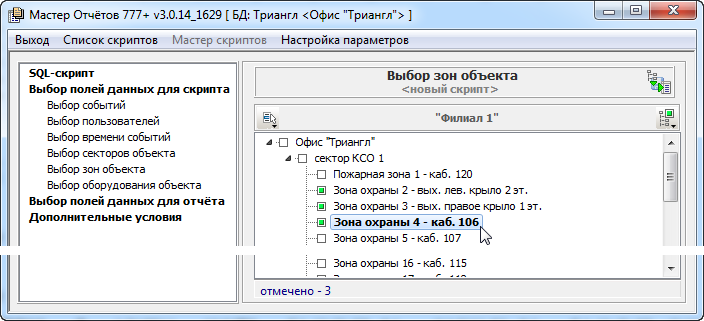 Мастер Отчётов 777+ v3.0.14_1629 [ БД: Триангл <Офис "Триангл"> ]
Выход Список скриптов Мастер скриптов Настройка параметров
SQL-скрипт
Выбор полей данных для скрипта
Выбор событий
Выбор пользователей
Выбор времени событий
Выбор секторов объекта
Выбор зон объекта
Выбор оборудования объекта
Выбор полей данных для отчёта
Дополнительные условия
Выбор зон объекта
<новый скрипт>
"Филиал 1"
Офис "Триангл"
сектор КСО 1
Пожарная зона 1 - каб. 120
Зона охраны 2 - вых. лев. крыло 2 эт.
Зона охраны 3 - вых. правое крыло 1 эт.
Зона охраны 4 - каб. 106
Зона охраны 5 - каб. 107
Зона охраны 16 - каб. 115
отмечено - 3